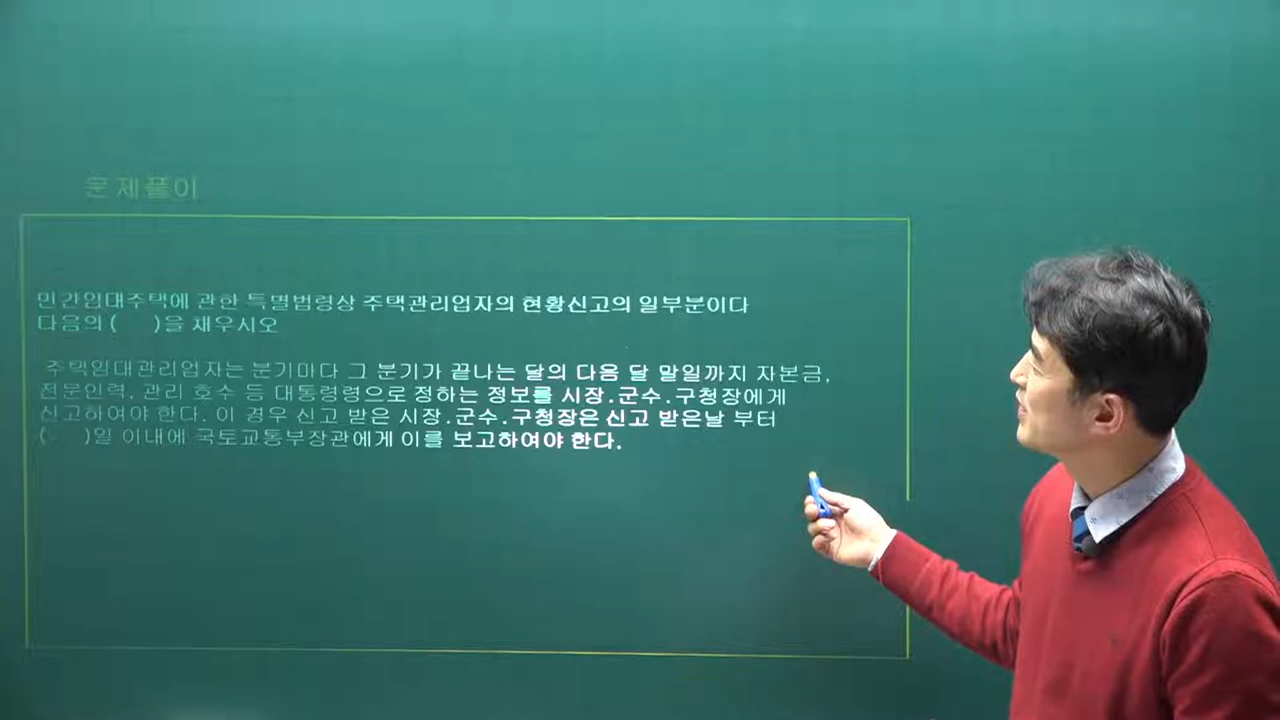 문제풀이
민간임대주택에 관한 특별법령상 주택관리업자의 현황신고의 일부분이다
다음의 ( )을 채우시오
주택임대관리업자는 분기마다 그 분기가 끝나는 달의 다음 달 말일까지 자본금,
전문인력, 관리 호수 등 대통령령으로 정하는 정보를 시장.군수.구청장에게
신고하여야 한다. 이 경우 신고 받은 시장.군수.구청장은 신고 받은날 부터
( )일 이내에 국토교통부장관에게 이를 보고하여야 한다.